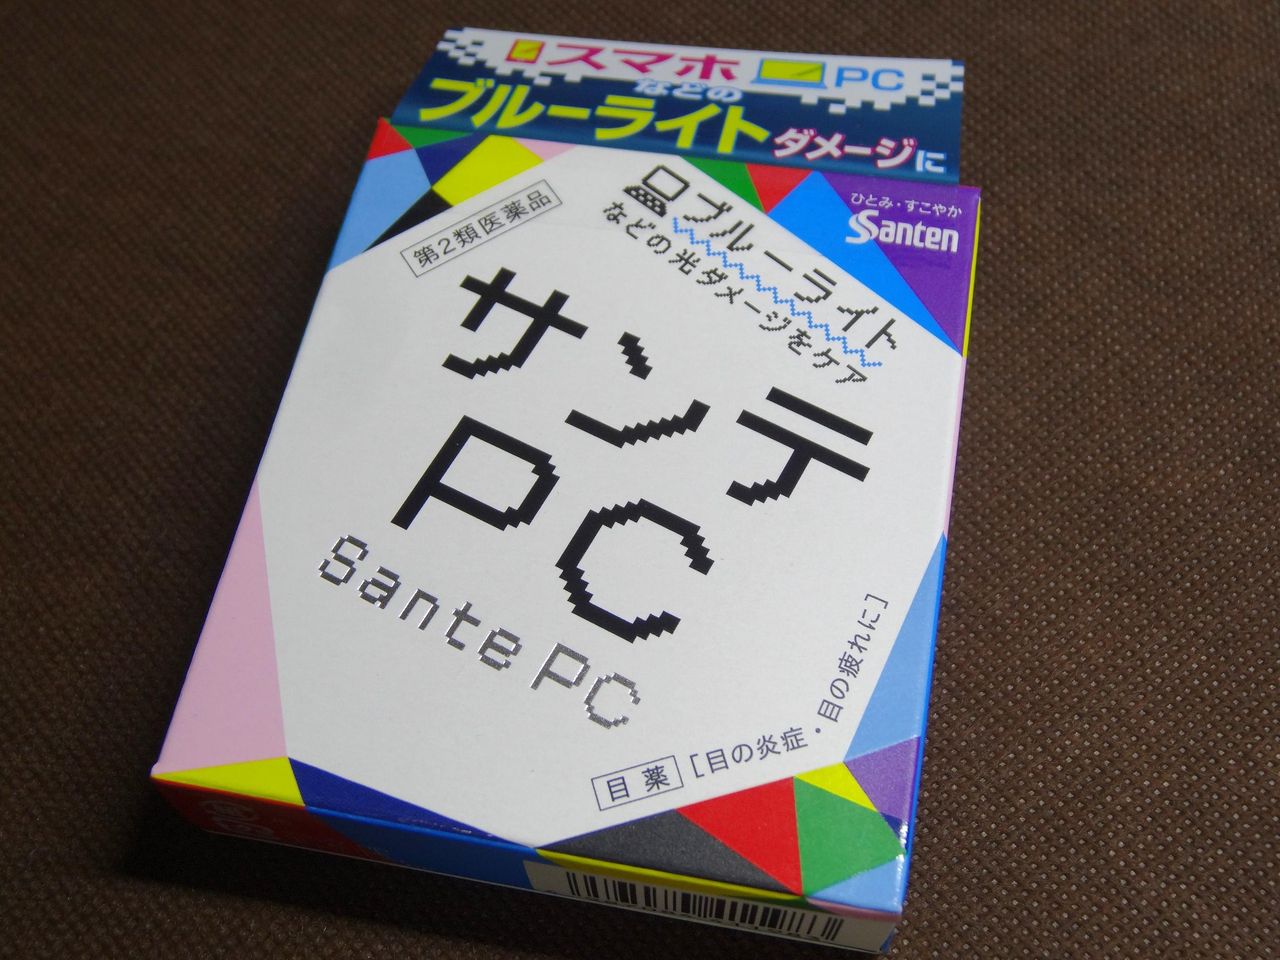 スマホ PC
などの
ブルーライトダメージに
ひとみ・すこやか
Santen
第2類医薬品
ブルーライト
などの光ダメージをケア
サンテ
PC
Sante PC
目薬 [目の炎症・目の疲れに]